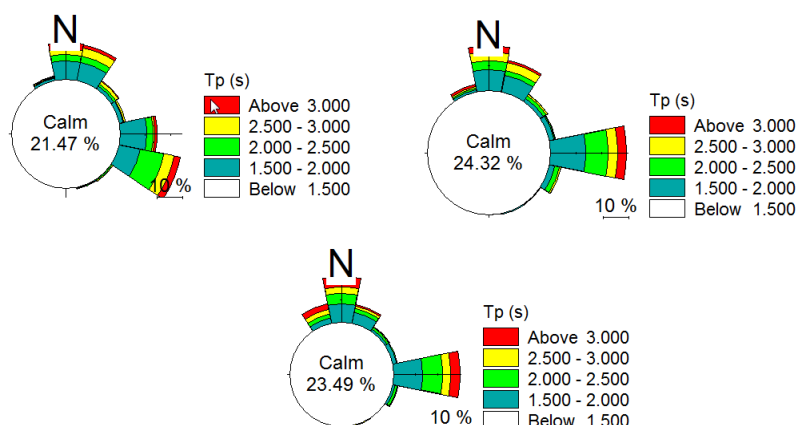 N
Calm
21.47 %
10 %
Tp (s)
Above 3.000
2.500 - 3.000
2.000 - 2.500
1.500 - 2.000
Below 1.500
N
Calm
24.32 %
10 %
Tp (s)
Above 3.000
2.500 - 3.000
2.000 - 2.500
1.500 - 2.000
Below 1.500
N
Calm
23.49 %
10 %
Tp (s)
Above 3.000
2.500 - 3.000
2.000 - 2.500
1.500 - 2.000
Below 1.500